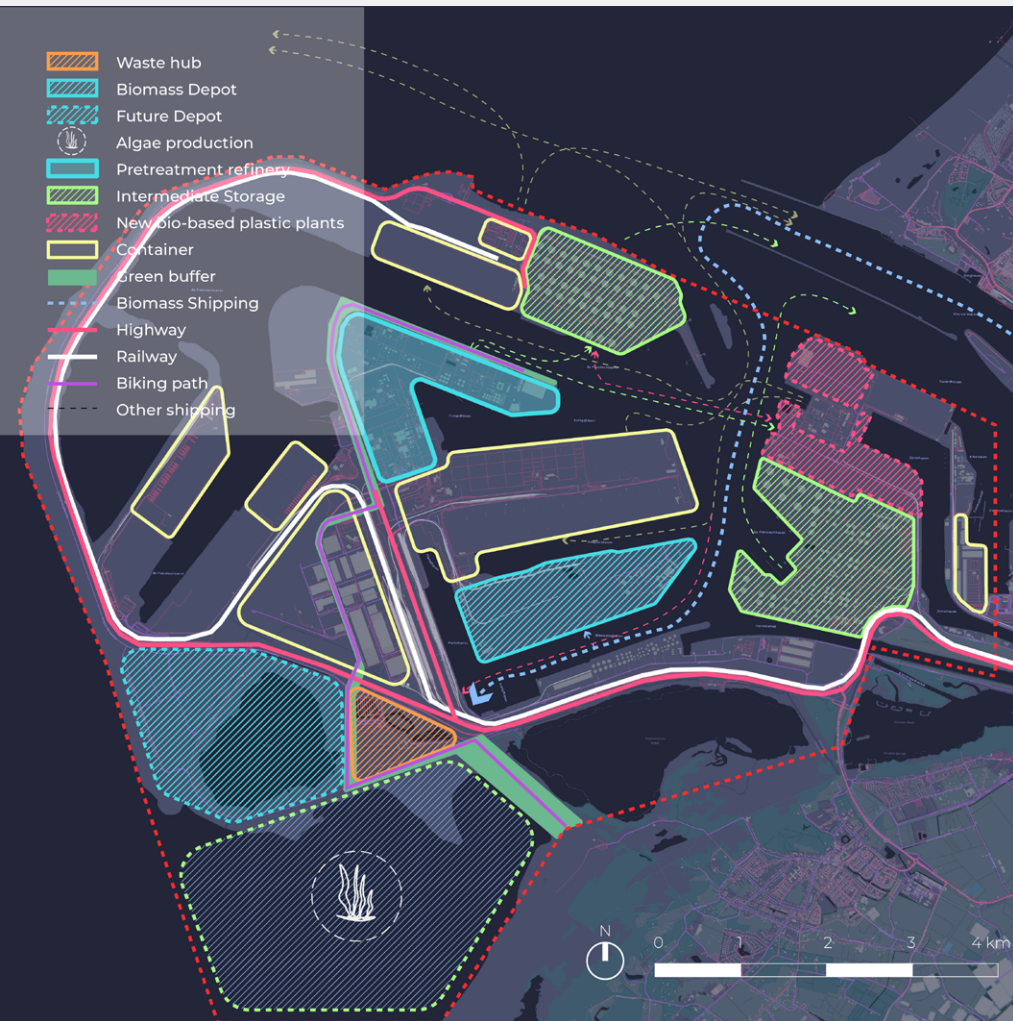 Waste hub
Biomass Depot
Future Depot
Algae production
Pretreatment refinery
Intermediate Storage
New bio-based plastic plants
Container
Green buffer
Biomass Shipping
Highway
Railway
Biking path
Other shipping
N
0 1 2 3 4 km